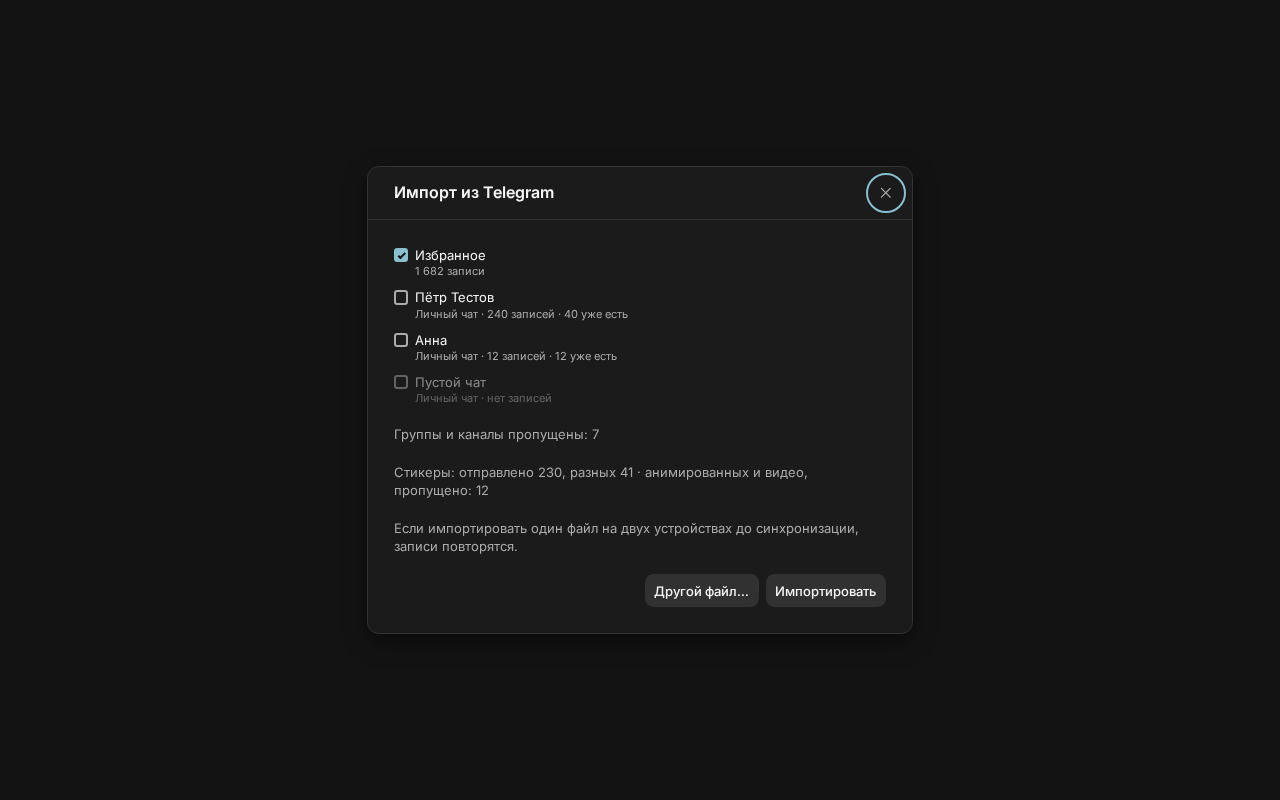 Импорт из Telegram
Избранное
1 682 записи
Пётр Тестов
Личный чат · 240 записей · 40 уже есть
Анна
Личный чат · 12 записей · 12 уже есть
Пустой чат
Личный чат · нет записей
Группы и каналы пропущены: 7
Стикеры: отправлено 230, разных 41 · анимированных и видео,
пропущено: 12
Если импортировать один файл на двух устройствах до синхронизации,
записи повторятся.
Другой файл…
Импортировать